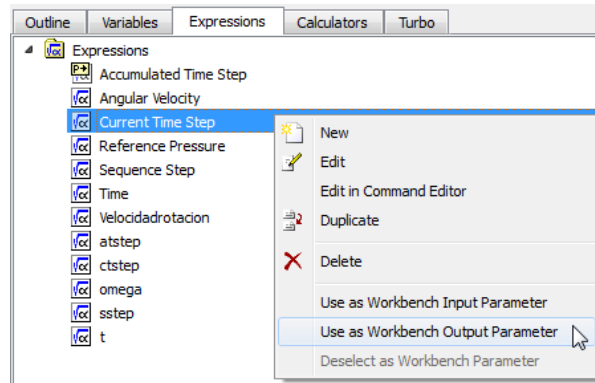 Outline Variables Expressions Calculators Turbo
Expressions
Accumulated Time Step
Angular Velocity
Current Time Step
Reference Pressure
Sequence Step
Time
Velocidadrotacion
atstep
ctstep
omega
sstep
t
New
Edit
Edit in Command Editor
Duplicate
Delete
Use as Workbench Input Parameter
Use as Workbench Output Parameter
Deselect as Workbench Parameter